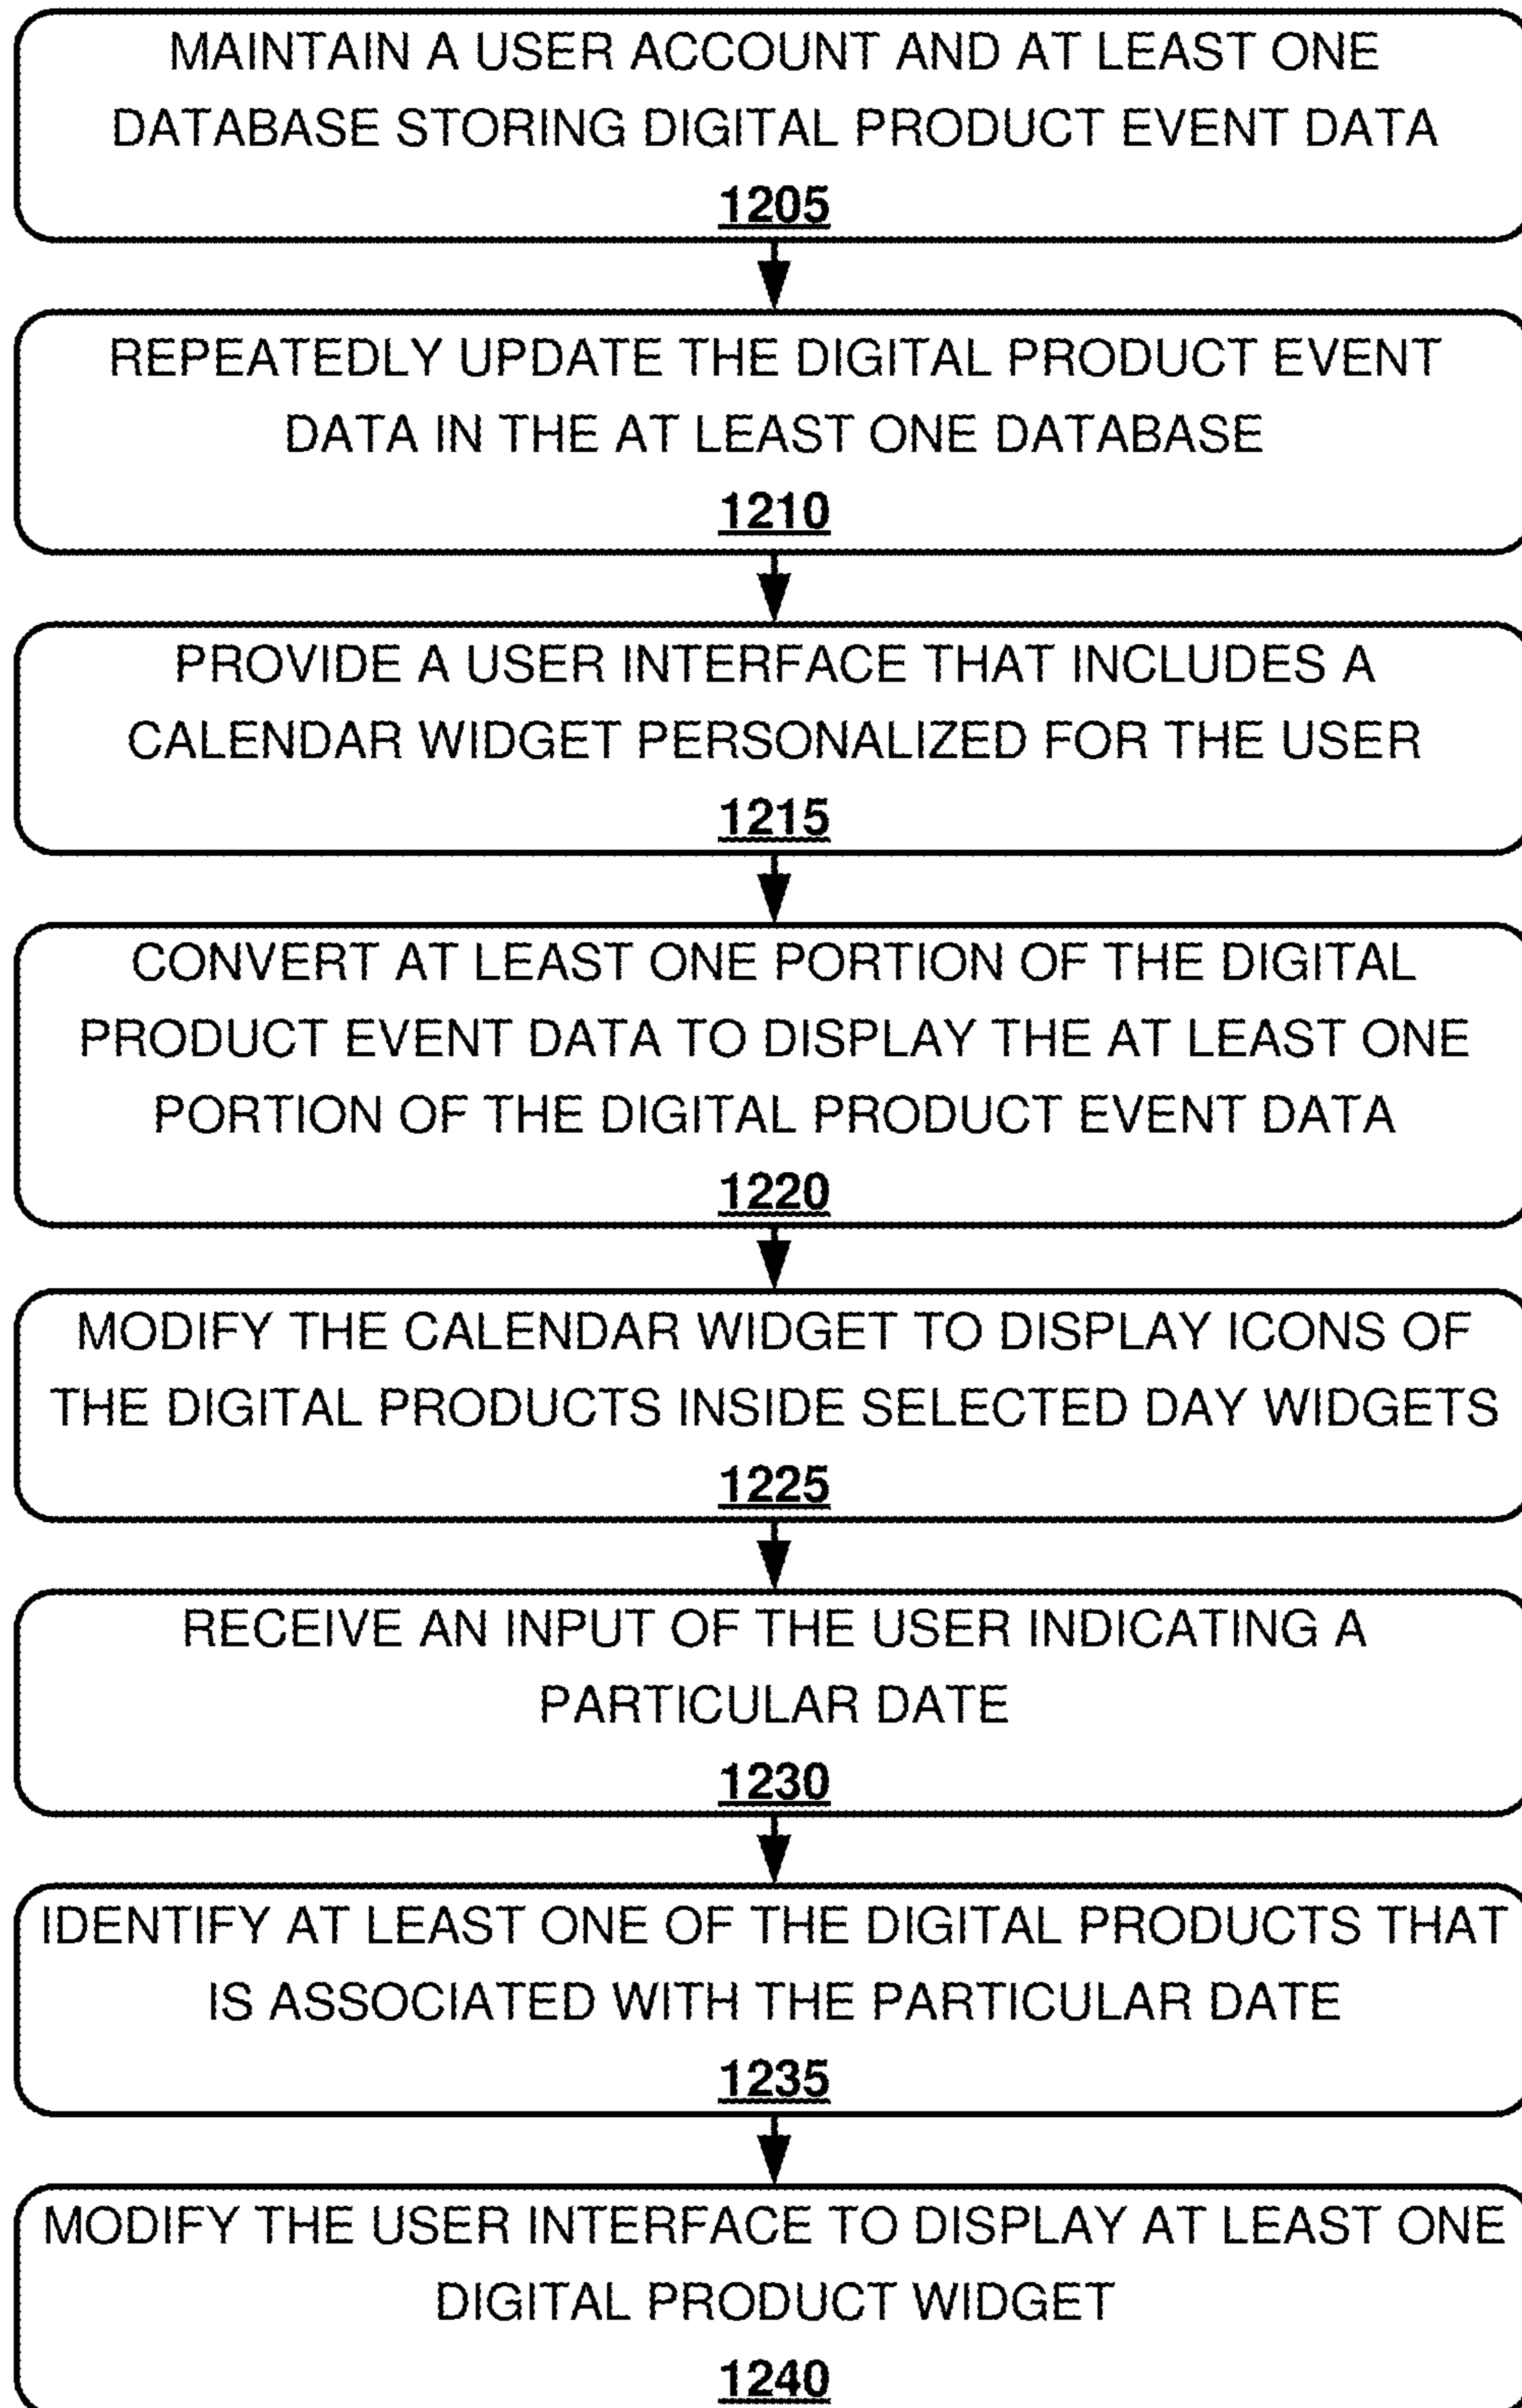 MAINTAIN A USER ACCOUNT AND AT LEAST ONE
DATABASE STORING DIGITAL PRODUCT EVENT DATA
1205
REPEATEDLY UPDATE THE DIGITAL PRODUCT EVENT
DATA IN THE AT LEAST ONE DATABASE
1210
PROVIDE A USER INTERFACE THAT INCLUDES A
CALENDAR WIDGET PERSONALIZED FOR THE USER
1215
CONVERT AT LEAST ONE PORTION OF THE DIGITAL
PRODUCT EVENT DATA TO DISPLAY THE AT LEAST ONE
PORTION OF THE DIGITAL PRODUCT EVENT DATA
1220
MODIFY THE CALENDAR WIDGET TO DISPLAY ICONS OF
THE DIGITAL PRODUCTS INSIDE SELECTED DAY WIDGETS
1225
RECEIVE AN INPUT OF THE USER INDICATING A
PARTICULAR DATE
1230
IDENTIFY AT LEAST ONE OF THE DIGITAL PRODUCTS THAT
IS ASSOCIATED WITH THE PARTICULAR DATE
1235
MODIFY THE USER INTERFACE TO DISPLAY AT LEAST ONE
DIGITAL PRODUCT WIDGET
1240